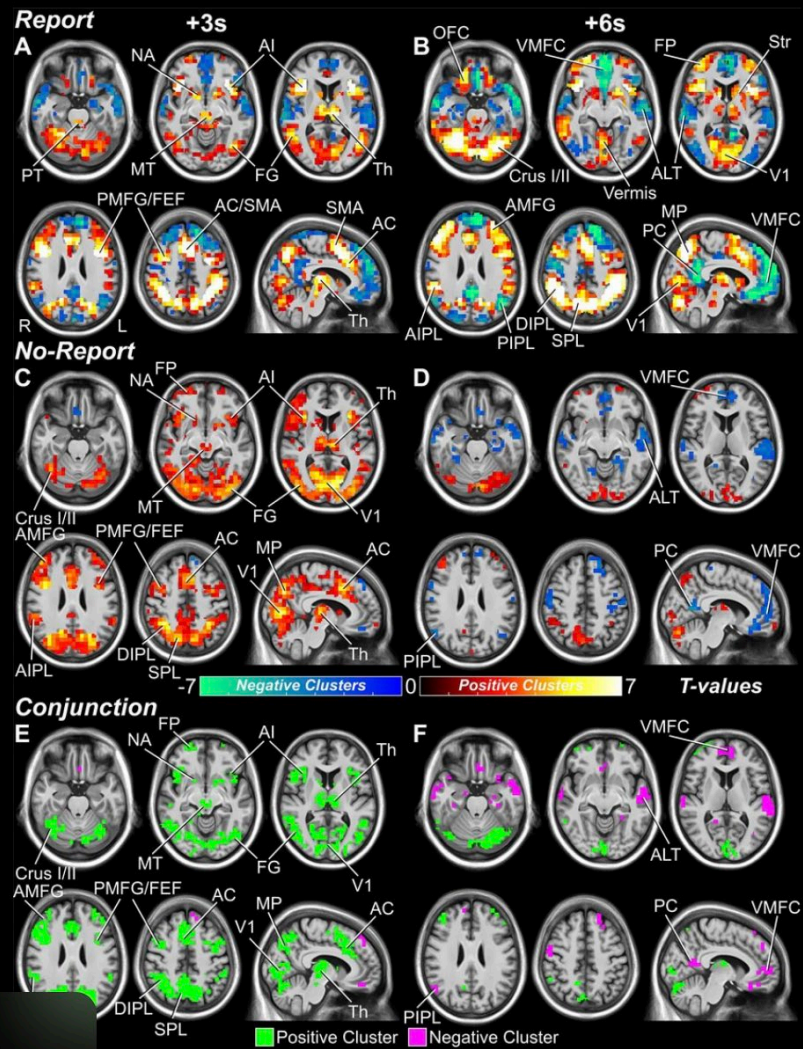 Report
+3s
+6s
A
NA
AI
PT
MT
FG
Th
B
OFC
VMFC
FP
Str
Crus I/II
Vermis
ALT
V1
PMFG/FEF
AC/SMA
SMA
AC
R
L
Th
AMFG
MP
PC
VMFC
AIPL
PIPL
DIPL
SPL
V1
No-Report
C
FP
NA
AI
Th
Crus I/II
MT
FG
V1
D
VMFC
ALT
AMFG
PMFG/FEF
AC
MP
V1
AC
AIPL
DIPL
SPL
Th
PC
VMFC
PIPL
-7
Negative Clusters
0
Positive Clusters
7
T-values
Conjunction
E
FP
NA
AI
Th
Crus I/II
MT
FG
V1
F
VMFC
ALT
AMFG
PMFG/FEF
AC
V1
MP
AC
DIPL
SPL
Th
PC
VMFC
PIPL
Positive Cluster
Negative Cluster